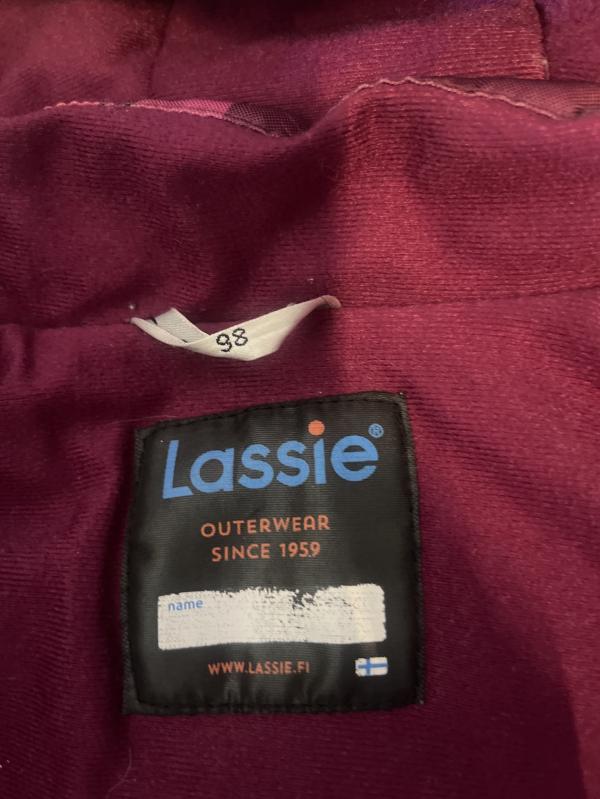 98
Lassie®
OUTERWEAR
SINCE 1959
name
WWW.LASSIE.FI